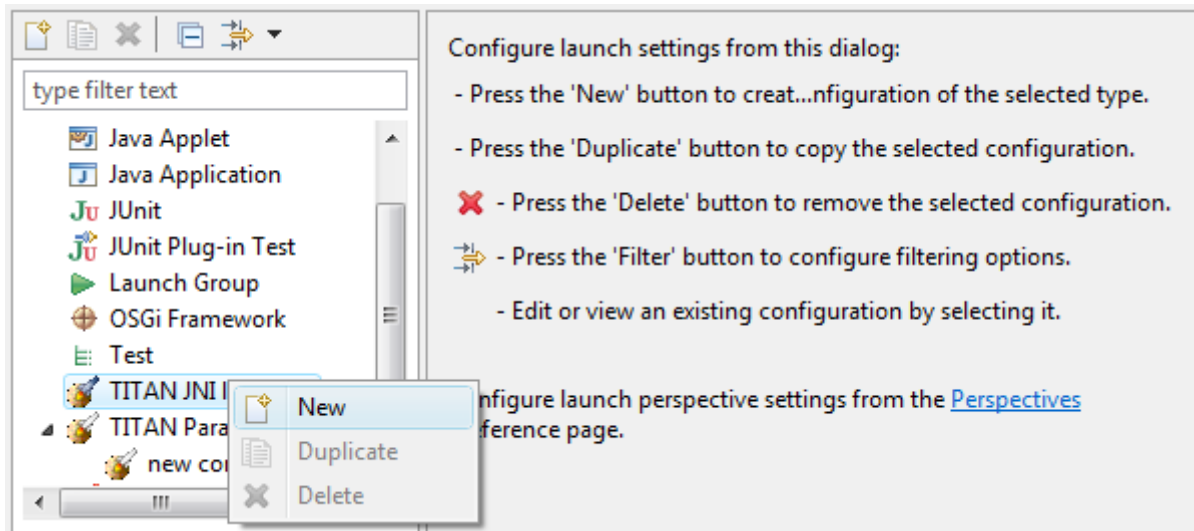 type filter text
Java Applet
Java Application
JUnit
JUnit Plug-in Test
Launch Group
OSGi Framework
Test
TITAN JNI
TITAN Para
new co
New
Duplicate
Delete
Configure launch settings from this dialog:
- Press the 'New' button to creat...nfiguration of the selected type.
- Press the 'Duplicate' button to copy the selected configuration.
- Press the 'Delete' button to remove the selected configuration.
- Press the 'Filter' button to configure filtering options.
- Edit or view an existing configuration by selecting it.
nfigure launch perspective settings from the Perspectives
ference page.